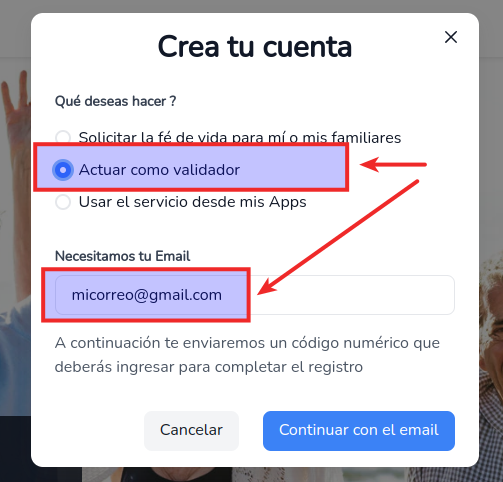 Crea tu cuenta
Qué deseas hacer ?
Solicitar la fé de vida para mí o mis familiares
Actuar como validador
Usar el servicio desde mis Apps
Necesitamos tu Email
micorreo@gmail.com
A continuación te enviaremos un código numérico que
deberás ingresar para completar el registro
Cancelar
Continuar con el email